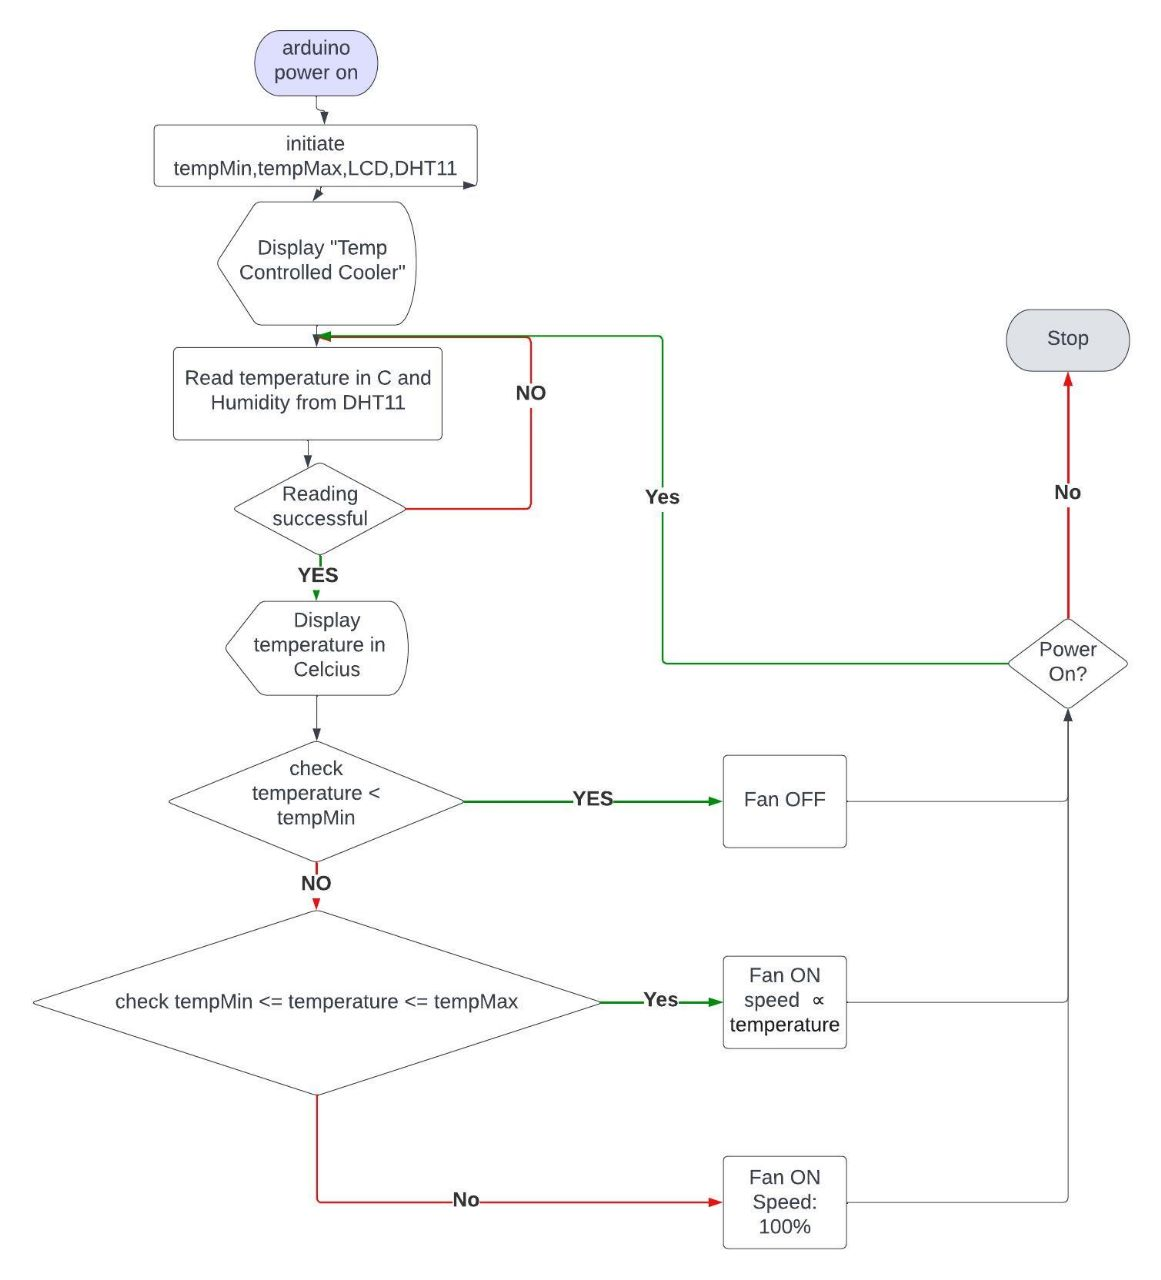 arduino
power on
initiate
tempMin,tempMax,LCD,DHT11
Display "Temp
Controlled Cooler"
Read temperature in C and
Humidity from DHT11
NO
Reading
successful
YES
Display
temperature in
Celcius
check
temperature <
tempMin
YES
Fan OFF
NO
check tempMin <= temperature <= tempMax
Yes
Fan ON
speed ∝
temperature
No
Fan ON
Speed:
100%
Power
On?
Yes
No
Stop